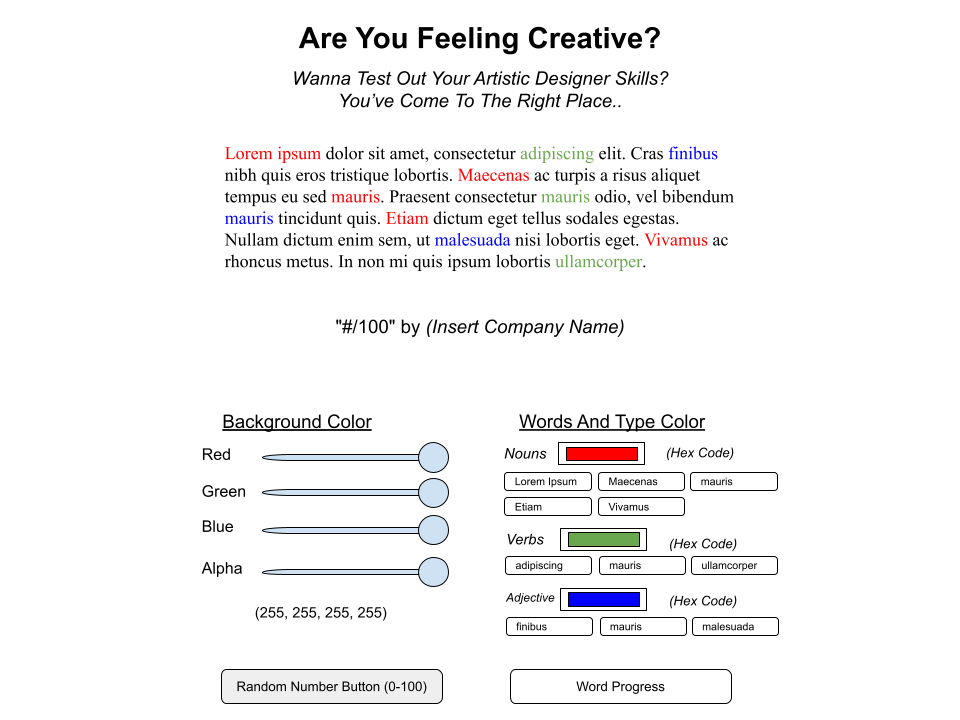 Are You Feeling Creative?
Wanna Test Out Your Artistic Designer Skills?
You've Come To The Right Place..
Lorem ipsum dolor sit amet, consectetur adipiscing elit. Cras finibus
nibh quis eros tristique lobortis. Maecenas ac turpis a risus aliquet
tempus eu sed mauris. Praesent consectetur mauris odio, vel bibendum
mauris tincidunt quis. Etiam dictum eget tellus sodales egestas.
Nullam dictum enim sem, ut malesuada nisi lobortis eget. Vivamus ac
rhoncus metus. In non mi quis ipsum lobortis ullamcorper.
"#/100" by (Insert Company Name)
Background Color
Red
Green
Blue
Alpha
(255, 255, 255, 255)
Random Number Button (0-100)
Words And Type Color
Nouns (Hex Code)
Lorem Ipsum Maecenas mauris
Etiam Vivamus
Verbs (Hex Code)
adipiscing mauris ullamcorper
Adjective (Hex Code)
finibus mauris malesuada
Word Progress